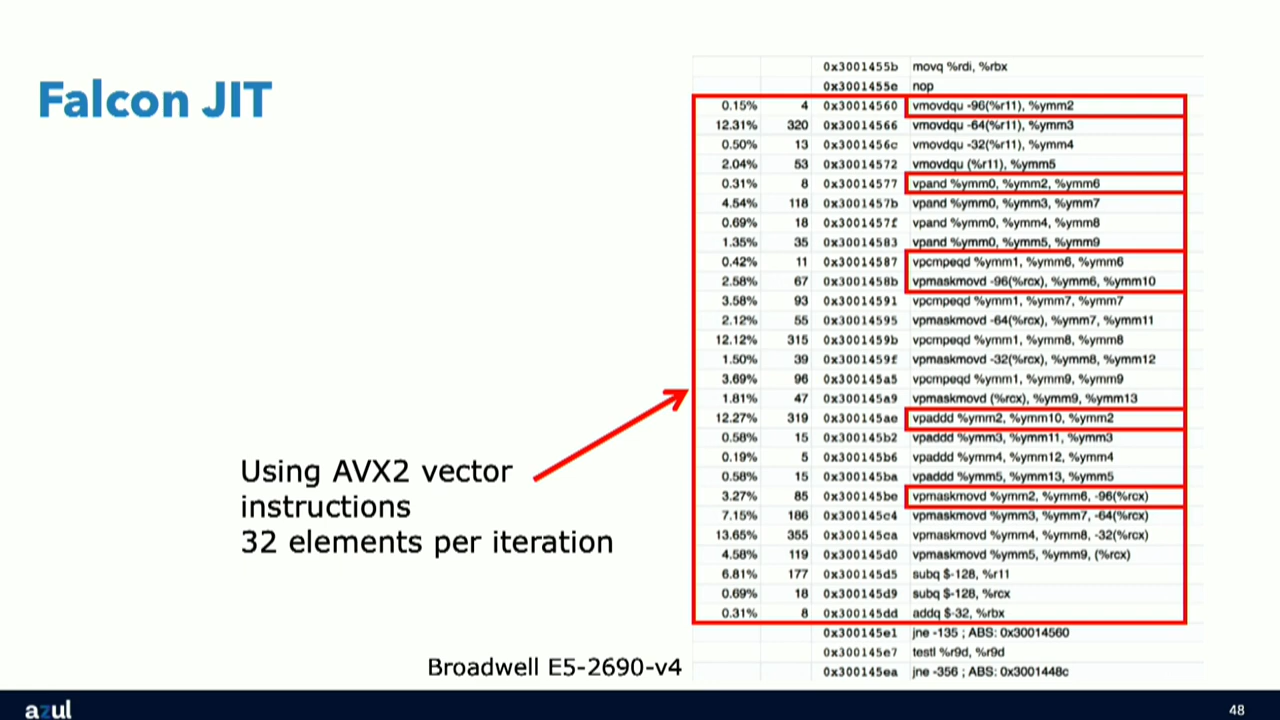 Falcon JIT
0x3001455b movq %rdi, %rbx
0x3001455e nop
0.15% 4 0x30014560 vmovdqu -96(%r11), %ymm2
12.31% 320 0x30014566 vmovdqu -64(%r11), %ymm3
0.50% 13 0x3001456c vmovdqu -32(%r11), %ymm4
2.04% 53 0x30014572 vmovdqu (%r11), %ymm5
0.31% 8 0x30014577 vpand %ymm0, %ymm2, %ymm6
4.54% 118 0x3001457b vpand %ymm0, %ymm3, %ymm7
0.69% 18 0x3001457f vpand %ymm0, %ymm4, %ymm8
1.35% 35 0x30014583 vpand %ymm0, %ymm5, %ymm9
0.42% 11 0x30014587 vpcmpeqd %ymm1, %ymm6, %ymm6
2.58% 67 0x3001458b vpmaskmovd -96(%rcx), %ymm6, %ymm10
3.58% 93 0x30014591 vpcmpeqd %ymm1, %ymm7, %ymm7
2.12% 55 0x30014595 vpmaskmovd -64(%rcx), %ymm7, %ymm11
12.12% 315 0x3001459b vpcmpeqd %ymm1, %ymm8, %ymm8
1.50% 39 0x3001459f vpmaskmovd -32(%rcx), %ymm8, %ymm12
3.69% 96 0x300145a5 vpcmpeqd %ymm1, %ymm9, %ymm9
1.81% 47 0x300145a9 vpmaskmovd (%rcx), %ymm9, %ymm13
12.27% 319 0x300145ae vpaddd %ymm2, %ymm10, %ymm2
0.58% 15 0x300145b2 vpaddd %ymm3, %ymm11, %ymm3
0.19% 5 0x300145b6 vpaddd %ymm4, %ymm12, %ymm4
0.58% 15 0x300145ba vpaddd %ymm5, %ymm13, %ymm5
3.27% 85 0x300145be vpmaskmovd %ymm2, %ymm6, -96(%rcx)
7.15% 186 0x300145c4 vpmaskmovd %ymm3, %ymm7, -64(%rcx)
13.65% 355 0x300145ca vpmaskmovd %ymm4, %ymm8, -32(%rcx)
4.58% 119 0x300145d0 vpmaskmovd %ymm5, %ymm9, (%rcx)
6.81% 177 0x300145d5 subq $-128, %r11
0.69% 18 0x300145d9 subq $-128, %rcx
0.31% 8 0x300145dd addq $-32, %rbx
0x300145e1 jne -135 ; ABS: 0x30014560
0x300145e7 testl %r9d, %r9d
0x300145ea jne -356 ; ABS: 0x3001448c
Using AVX2 vector
instructions
32 elements per iteration
Broadwell E5-2690-v4
azul
48